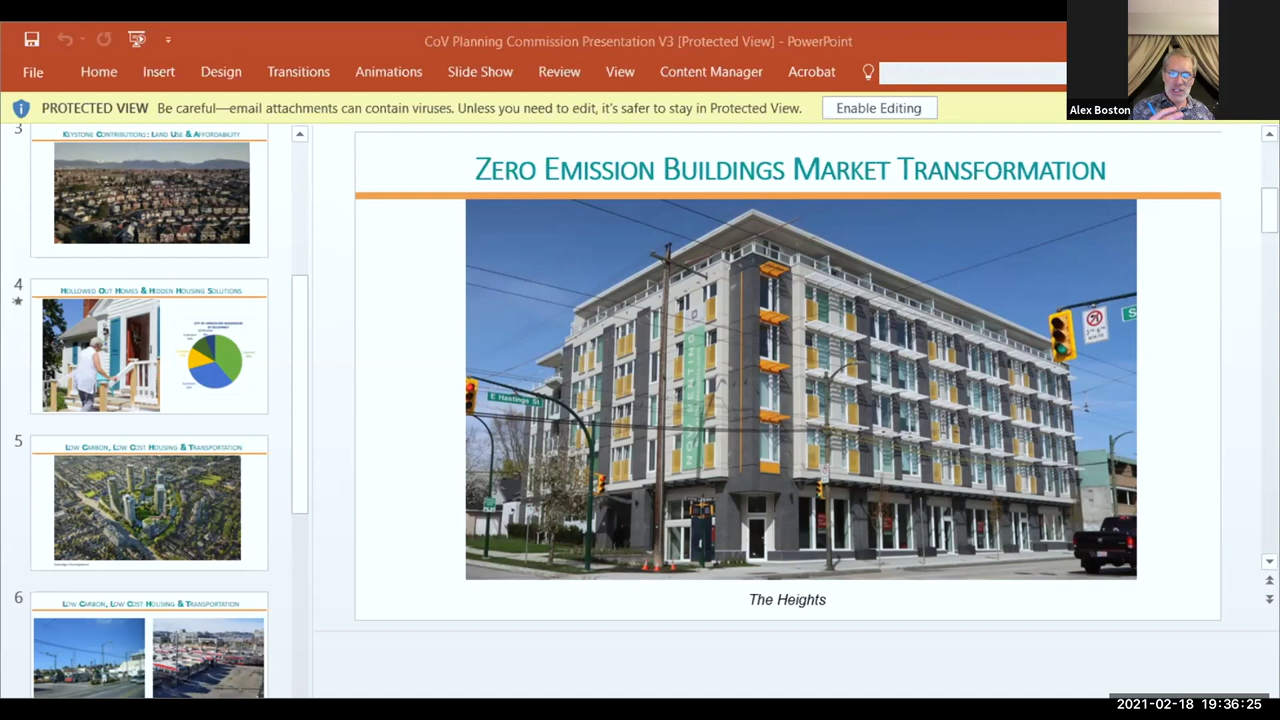 CoV Planning Commission Presentation V3 [Protected View] - PowerPoint
File Home Insert Design Transitions Animations Slide Show Review View Content Manager Acrobat
Alex Boston
PROTECTED VIEW Be careful—email attachments can contain viruses. Unless you need to edit, it's safer to stay in Protected View. Enable Editing
3
KEYSTONE CONTRIBUTIONS: LAND USE & AFFORDABILITY
4
HOLLOWED OUT HOMES & HIDDEN HOUSING SOLUTIONS
5
LOW CARBON, LOW COST HOUSING & TRANSPORTATION
6
LOW CARBON, LOW COST HOUSING & TRANSPORTATION
ZERO EMISSION BUILDINGS MARKET TRANSFORMATION
E Hastings St
NOW RENTING
The Heights
2021-02-18 19:36:25